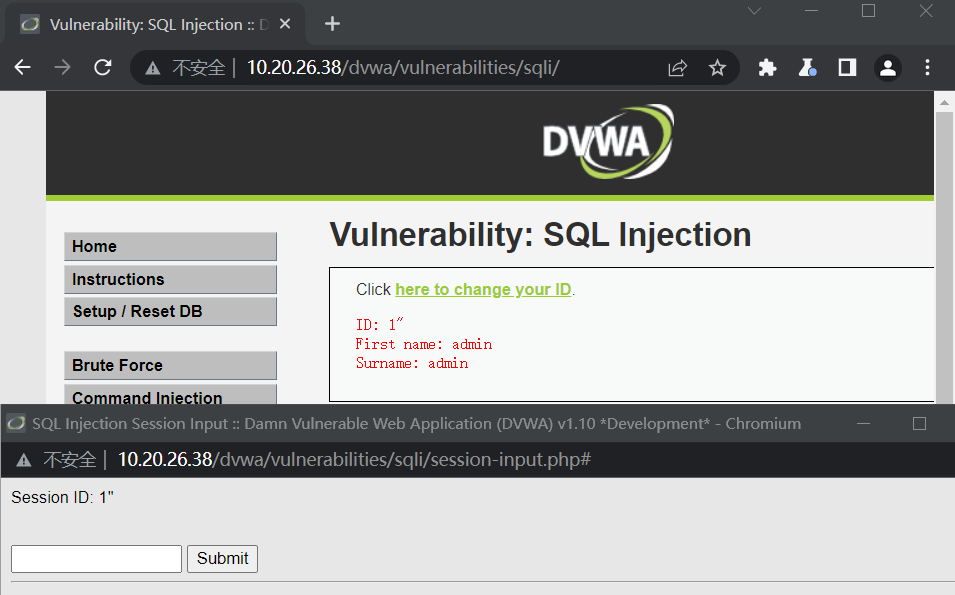 Vulnerability: SQL Injection :: D
不安全 | 10.20.26.38/dvwa/vulnerabilities/sqli/
DVWA
Vulnerability: SQL Injection
Home
Instructions
Setup / Reset DB
Brute Force
Command Injection
Click here to change your ID.
ID: 1"
First name: admin
Surname: admin
SQL Injection Session Input :: Damn Vulnerable Web Application (DVWA) v1.10 *Development* - Chromium
不安全 | 10.20.26.38/dvwa/vulnerabilities/sqli/session-input.php#
Session ID: 1"
Submit